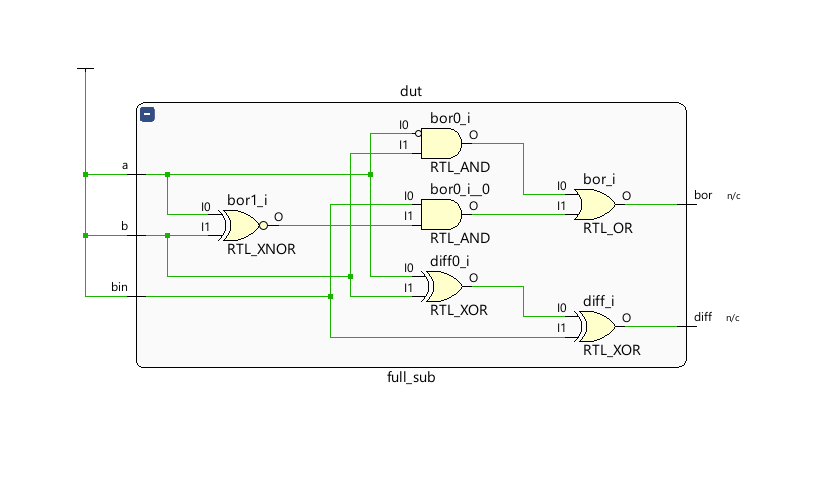 dut
bor0_i
I0
O
I1
RTL_AND
a
bor0_i__0
I0
O
I1
RTL_AND
bor_i
I0
O
I1
RTL_OR
bor n/c
bor1_i
I0
O
I1
RTL_XNOR
b
diff0_i
I0
O
I1
RTL_XOR
bin
diff_i
I0
O
I1
RTL_XOR
diff n/c
full_sub